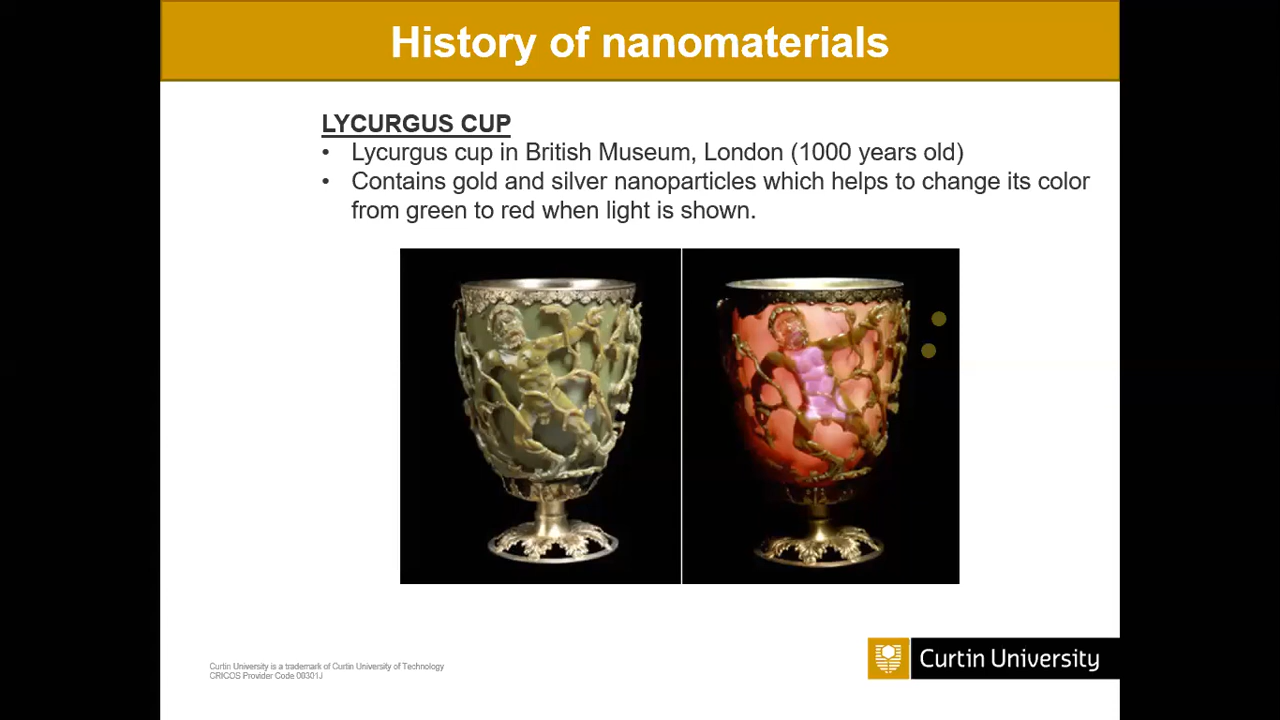 History of nanomaterials
LYCURGUS CUP
• Lycurgus cup in British Museum, London (1000 years old)
• Contains gold and silver nanoparticles which helps to change its color
from green to red when light is shown.
Curtin University is a trademark of Curtin University of Technology
CRICOS Provider Code 00301J
Curtin University